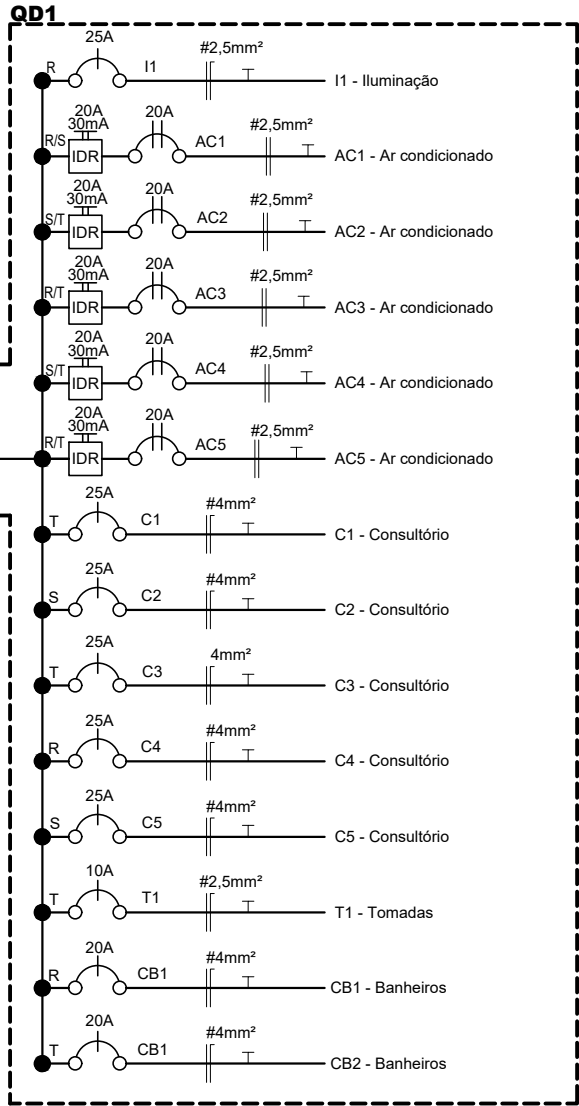 QD1
25A
R
I1
#2,5mm²
I1 - Iluminação
20A
30mA
R/S
IDR
20A
AC1
#2,5mm²
AC1 - Ar condicionado
20A
30mA
S/T
IDR
20A
AC2
#2,5mm²
AC2 - Ar condicionado
20A
30mA
R/T
IDR
20A
AC3
#2,5mm²
AC3 - Ar condicionado
20A
30mA
S/T
IDR
20A
AC4
#2,5mm²
AC4 - Ar condicionado
20A
30mA
R/T
IDR
20A
AC5
#2,5mm²
AC5 - Ar condicionado
25A
T
C1
#4mm²
C1 - Consultório
25A
S
C2
#4mm²
C2 - Consultório
25A
T
C3
4mm²
C3 - Consultório
25A
R
C4
#4mm²
C4 - Consultório
25A
S
C5
#4mm²
C5 - Consultório
10A
T
T1
#2,5mm²
T1 - Tomadas
20A
R
CB1
#4mm²
CB1 - Banheiros
20A
T
CB1
#4mm²
CB2 - Banheiros